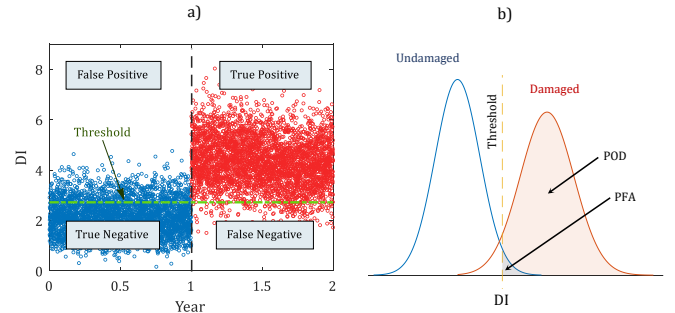 a)
False Positive
True Positive
Threshold
True Negative
False Negative
DI
8
6
4
2
0
0
0.5
1
1.5
2
Year
b)
Undamaged
Threshold
Damaged
POD
PFA
DI